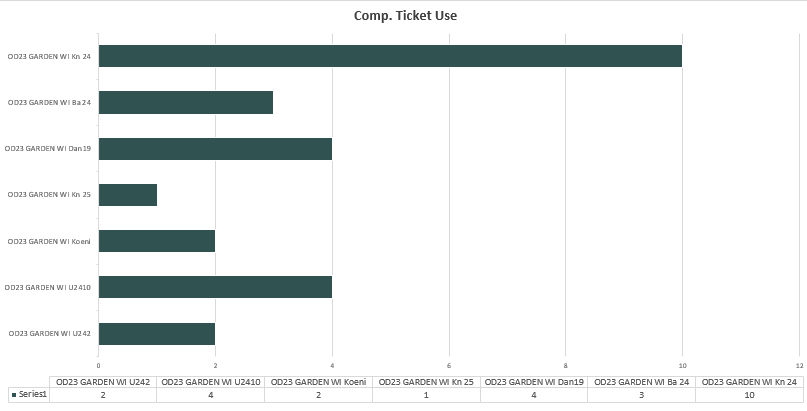 Comp. Ticket Use
OD23 GARDEN WI Kn 24
OD23 GARDEN WI Ba 24
OD23 GARDEN WI Dan19
OD23 GARDEN WI Kn 25
OD23 GARDEN WI Koeni
OD23 GARDEN WI U2410
OD23 GARDEN WI U242
0 2 4 6 8 10 12
OD23 GARDEN WI U242 OD23 GARDEN WI U2410 OD23 GARDEN WI Koeni OD23 GARDEN WI Kn 25 OD23 GARDEN WI Dan19 OD23 GARDEN WI Ba 24 OD23 GARDEN WI Kn 24
Series1 2 4 2 1 4 3 10